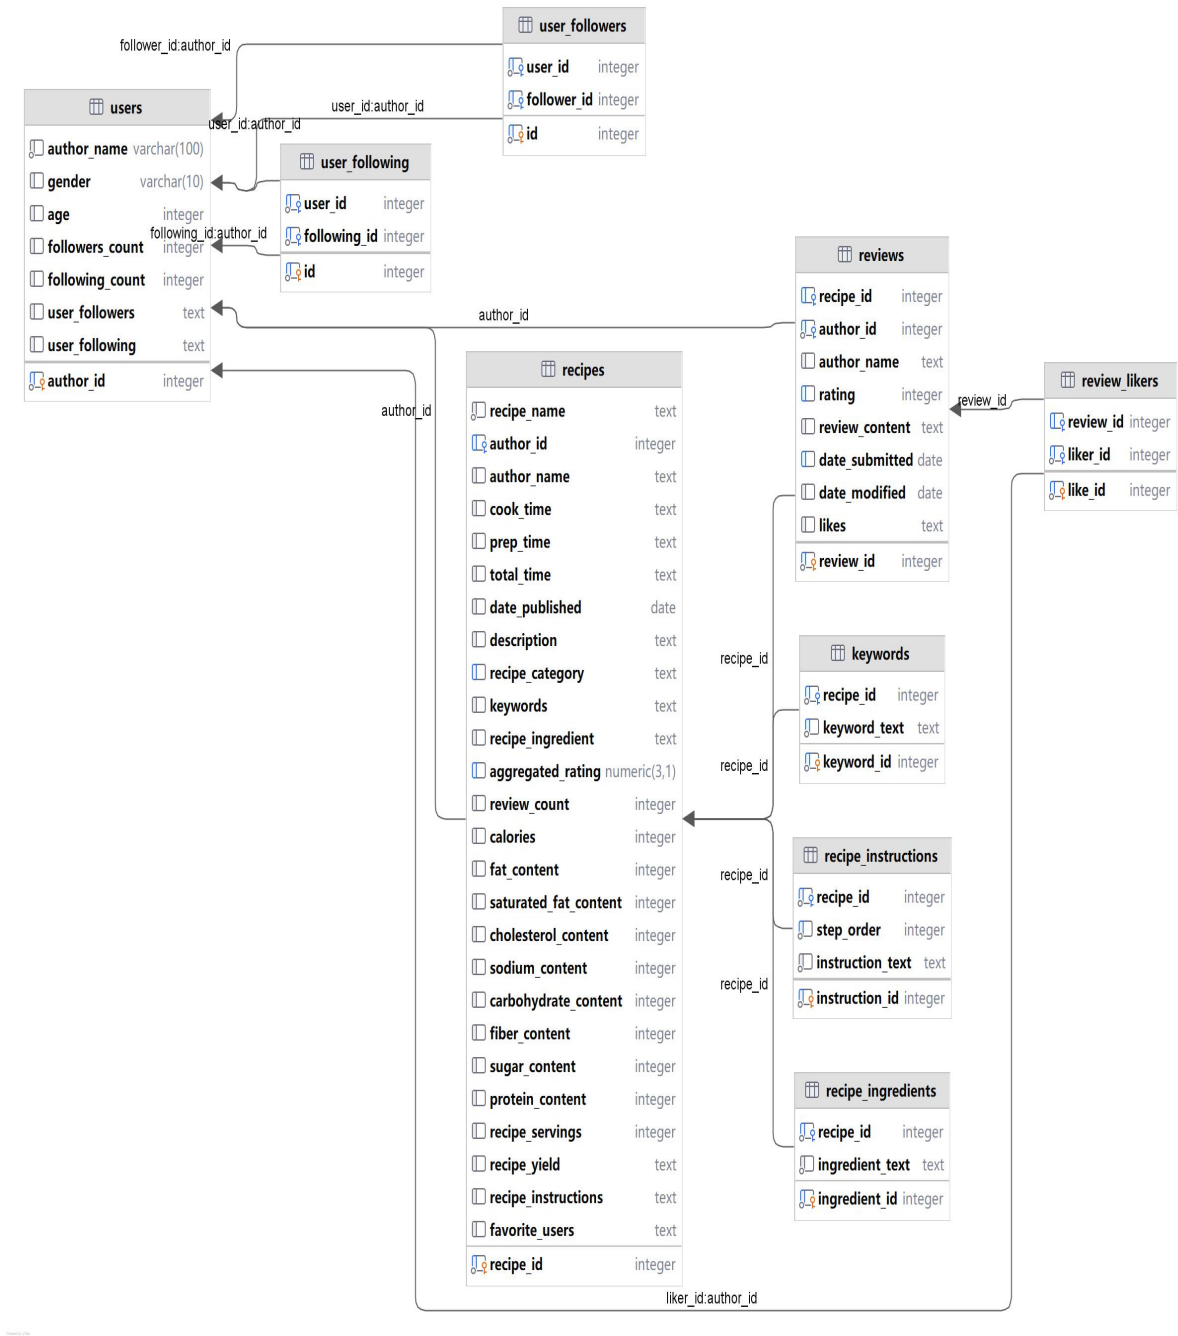 user_followers
user_id integer
follower_id integer
id integer
follower_id:author_id
user_id:author_id
users
author_name varchar(100)
gender varchar(10)
age integer
followers_count integer
following_count integer
user_followers text
user_following text
author_id integer
user_id:author_id
following_id:author_id
user_following
user_id integer
following_id integer
id integer
author_id
author_id
reviews
recipe_id integer
author_id integer
author_name text
rating integer
review_content text
date_submitted date
date_modified date
likes text
review_id integer
review_id
review_likers
review_id integer
liker_id integer
like_id integer
recipes
recipe_name text
author_id integer
author_name text
cook_time text
prep_time text
total_time text
date_published date
description text
recipe_category text
keywords text
recipe_ingredient text
aggregated_rating numeric(3,1)
review_count integer
calories integer
fat_content integer
saturated_fat_content integer
cholesterol_content integer
sodium_content integer
carbohydrate_content integer
fiber_content integer
sugar_content integer
protein_content integer
recipe_servings integer
recipe_yield text
recipe_instructions text
favorite_users text
recipe_id integer
recipe_id
recipe_id
recipe_id
recipe_id
keywords
recipe_id integer
keyword_text text
keyword_id integer
recipe_instructions
recipe_id integer
step_order integer
instruction_text text
instruction_id integer
recipe_ingredients
recipe_id integer
ingredient_text text
ingredient_id integer
liker_id:author_id